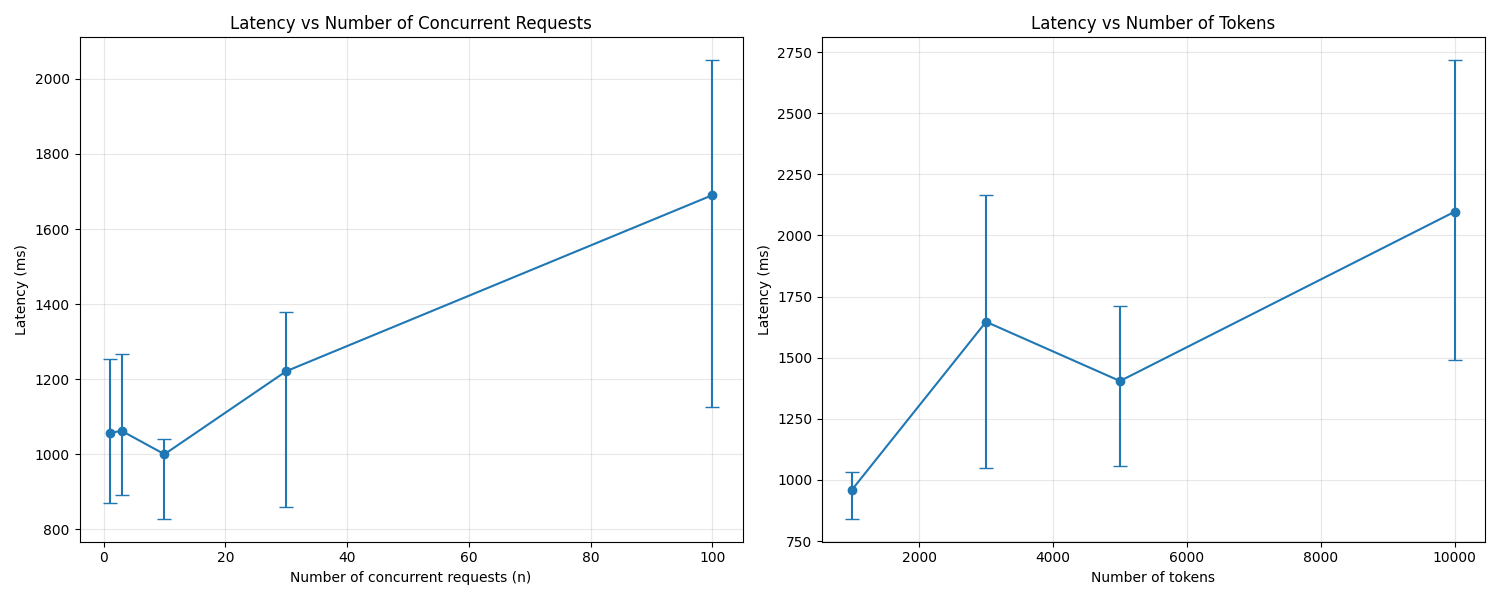 Latency vs Number of Concurrent Requests
Latency (ms)
2000
1800
1600
1400
1200
1000
800
0 20 40 60 80 100
Number of concurrent requests (n)
Latency vs Number of Tokens
Latency (ms)
2750
2500
2250
2000
1750
1500
1250
1000
750
2000 4000 6000 8000 10000
Number of tokens